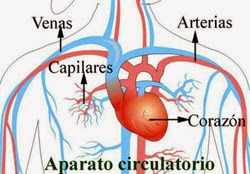 Venas
Arterias
Capilares
Corazón
Aparato circulatorio